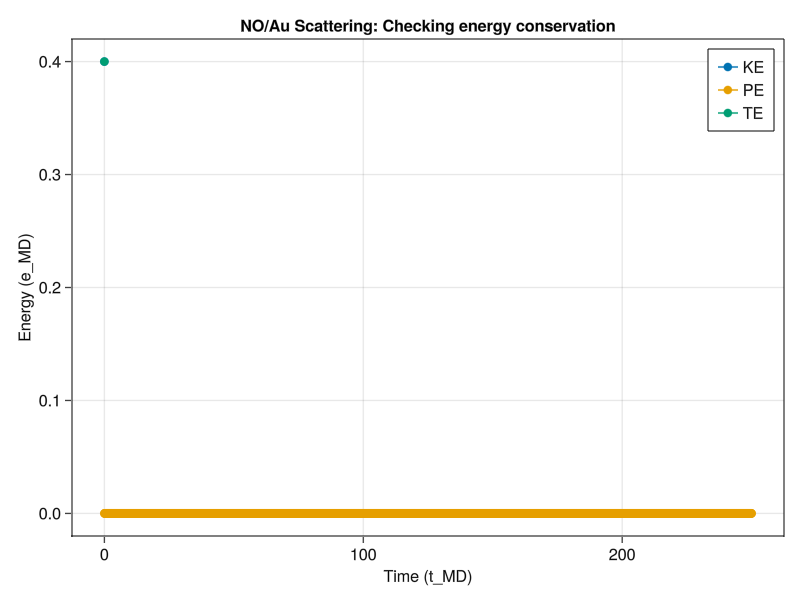 NO/Au Scattering: Checking energy conservation
KE
PE
TE
0.4
0.3
0.2
0.1
0.0
Energy (e_MD)
0
100
200
Time (t_MD)